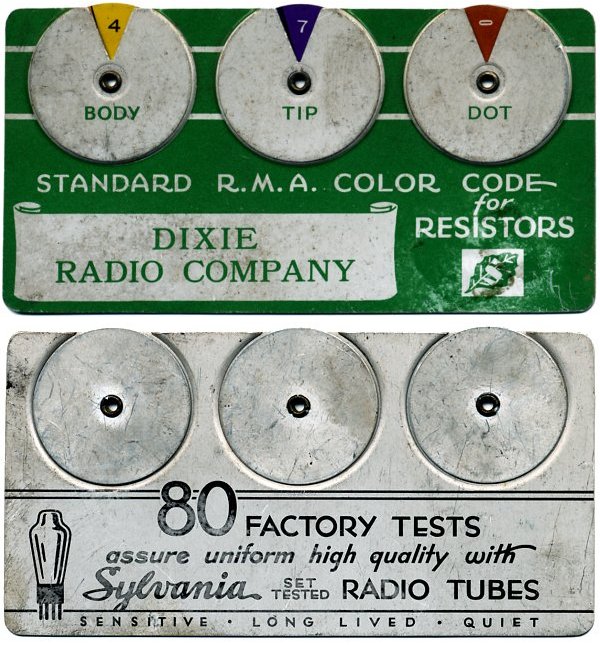 4 7 0
BODY TIP DOT
STANDARD R.M.A. COLOR CODE
for
RESISTORS
DIXIE
RADIO COMPANY
80 FACTORY TESTS
assure uniform high quality with
Sylvania SET TESTED RADIO TUBES
SENSITIVE · LONG LIVED · QUIET